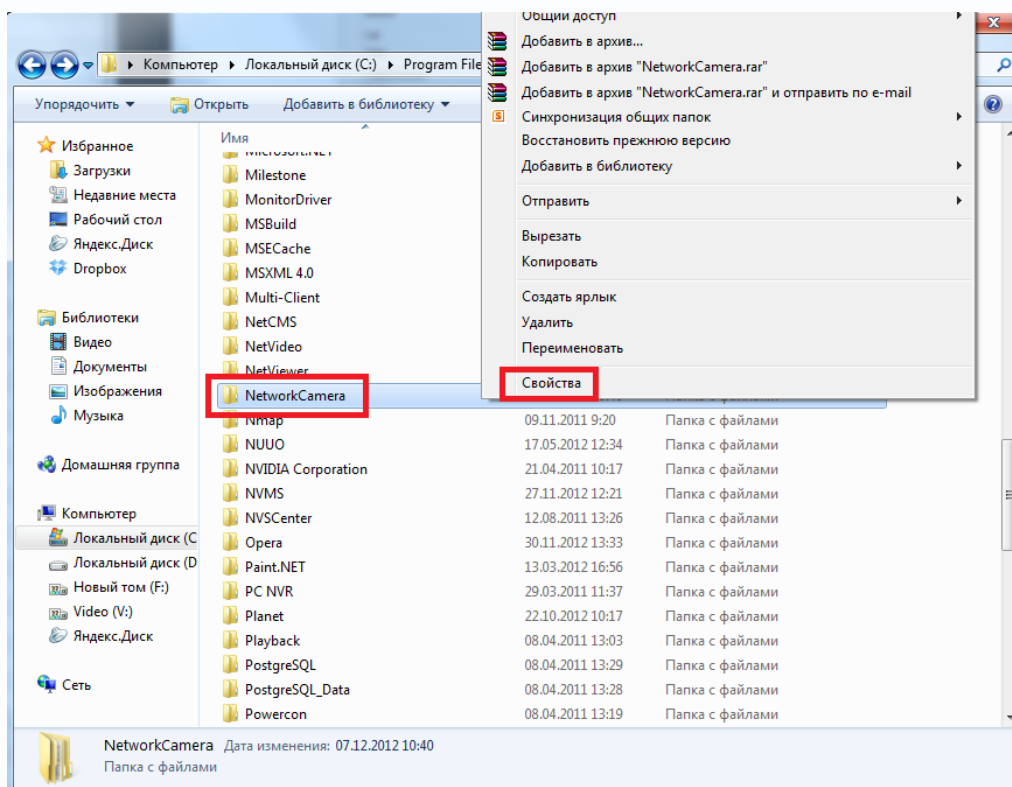 Общий доступ
Добавить в архив...
Добавить в архив "NetworkCamera.rar"
Добавить в архив "NetworkCamera.rar" и отправить по e-mail
Синхронизация общих папок
Восстановить прежнюю версию
Добавить в библиотеку
Отправить
Вырезать
Копировать
Создать ярлык
Удалить
Переименовать
Свойства
Компьютер Локальный диск (C:) Program File
Упорядочить Открыть Добавить в библиотеку
Избранное
Загрузки
Недавние места
Рабочий стол
Яндекс.Диск
Dropbox
Библиотеки
Видео
Документы
Изображения
Музыка
Домашняя группа
Компьютер
Локальный диск (C
Локальный диск (D
Новый том (F:)
Video (V:)
Яндекс.Диск
Сеть
Имя
Microsoft.NET
Milestone
MonitorDriver
MSBuild
MSECache
MSXML 4.0
Multi-Client
NetCMS
NetVideo
NetViewer
NetworkCamera
Nmap 09.11.2011 9:20 Папка с файлами
NUUO 17.05.2012 12:34 Папка с файлами
NVIDIA Corporation 21.04.2011 10:17 Папка с файлами
NVMS 27.11.2012 12:21 Папка с файлами
NVSCenter 12.08.2011 13:26 Папка с файлами
Opera 30.11.2012 13:33 Папка с файлами
Paint.NET 13.03.2012 16:56 Папка с файлами
PC NVR 29.03.2011 11:37 Папка с файлами
Planet 22.10.2012 10:17 Папка с файлами
Playback 08.04.2011 13:03 Папка с файлами
PostgreSQL 08.04.2011 13:29 Папка с файлами
PostgreSQL_Data 08.04.2011 13:28 Папка с файлами
Powercon 08.04.2011 13:19 Папка с файлами
NetworkCamera Дата изменения: 07.12.2012 10:40
Папка с файлами